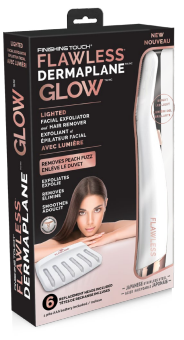 NEW
NOUVEAU
FINISHING TOUCH
FLAWLESS
DERMAPLANE
GLOW
LIGHTED
FACIAL EXFOLIATOR
AND HAIR REMOVER
EXFOLIANT ET
ÉPILATEUR FACIAL
AVEC LUMIÈRE
REMOVES PEACH FUZZ
ENLÈVE LE DUVET
EXFOLIATES
EXFOLIE
REMOVES
ÉLIMINE
SMOOTHES
ADOUCIT
6 REPLACEMENT HEADS INCLUDED
TÊTES DE RECHANGE INCLUSES
FLAWLESS
FLAWLESS
DERMAPLANE
GLOW